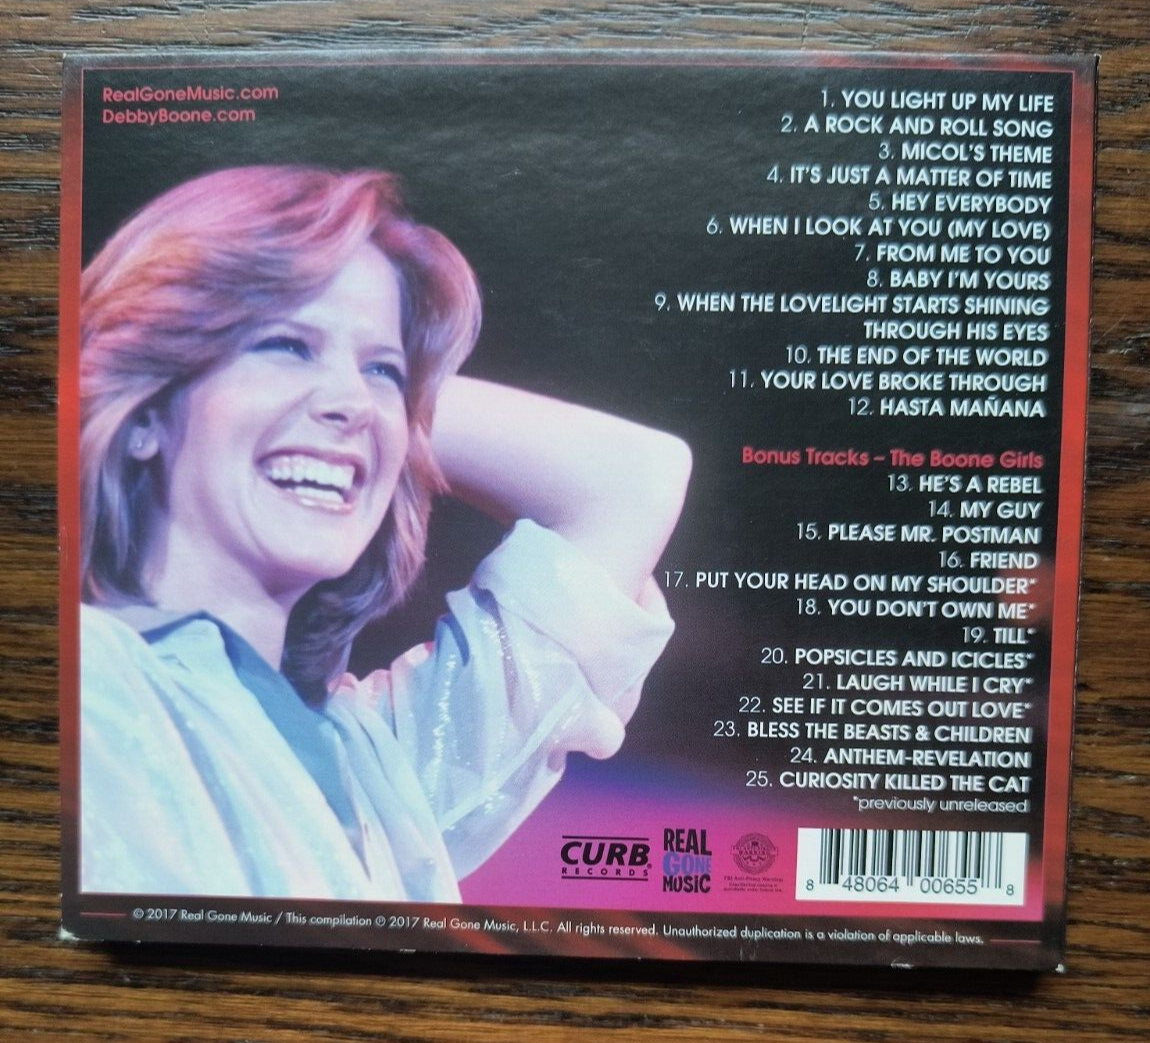 RealGoneMusic.com
DebbyBoone.com
1. YOU LIGHT UP MY LIFE
2. A ROCK AND ROLL SONG
3. MICOL'S THEME
4. IT'S JUST A MATTER OF TIME
5. HEY EVERYBODY
6. WHEN I LOOK AT YOU (MY LOVE)
7. FROM ME TO YOU
8. BABY I'M YOURS
9. WHEN THE LOVELIGHT STARTS SHINING
THROUGH HIS EYES
10. THE END OF THE WORLD
11. YOUR LOVE BROKE THROUGH
12. HASTA MAÑANA
Bonus Tracks – The Boone Girls
13. HE'S A REBEL
14. MY GUY
15. PLEASE MR. POSTMAN
16. FRIEND
17. PUT YOUR HEAD ON MY SHOULDER*
18. YOU DON'T OWN ME*
19. TILL*
20. POPSICLES AND ICICLES*
21. LAUGH WHILE I CRY*
22. SEE IF IT COMES OUT LOVE*
23. BLESS THE BEASTS & CHILDREN
24. ANTHEM-REVELATION
25. CURIOSITY KILLED THE CAT
*previously unreleased
CURB®
RECORDS
REAL
GONE
MUSIC
8 48064 00655 8
© 2017 Real Gone Music / This compilation ℗ 2017 Real Gone Music, L.L.C. All rights reserved. Unauthorized duplication is a violation of applicable laws.